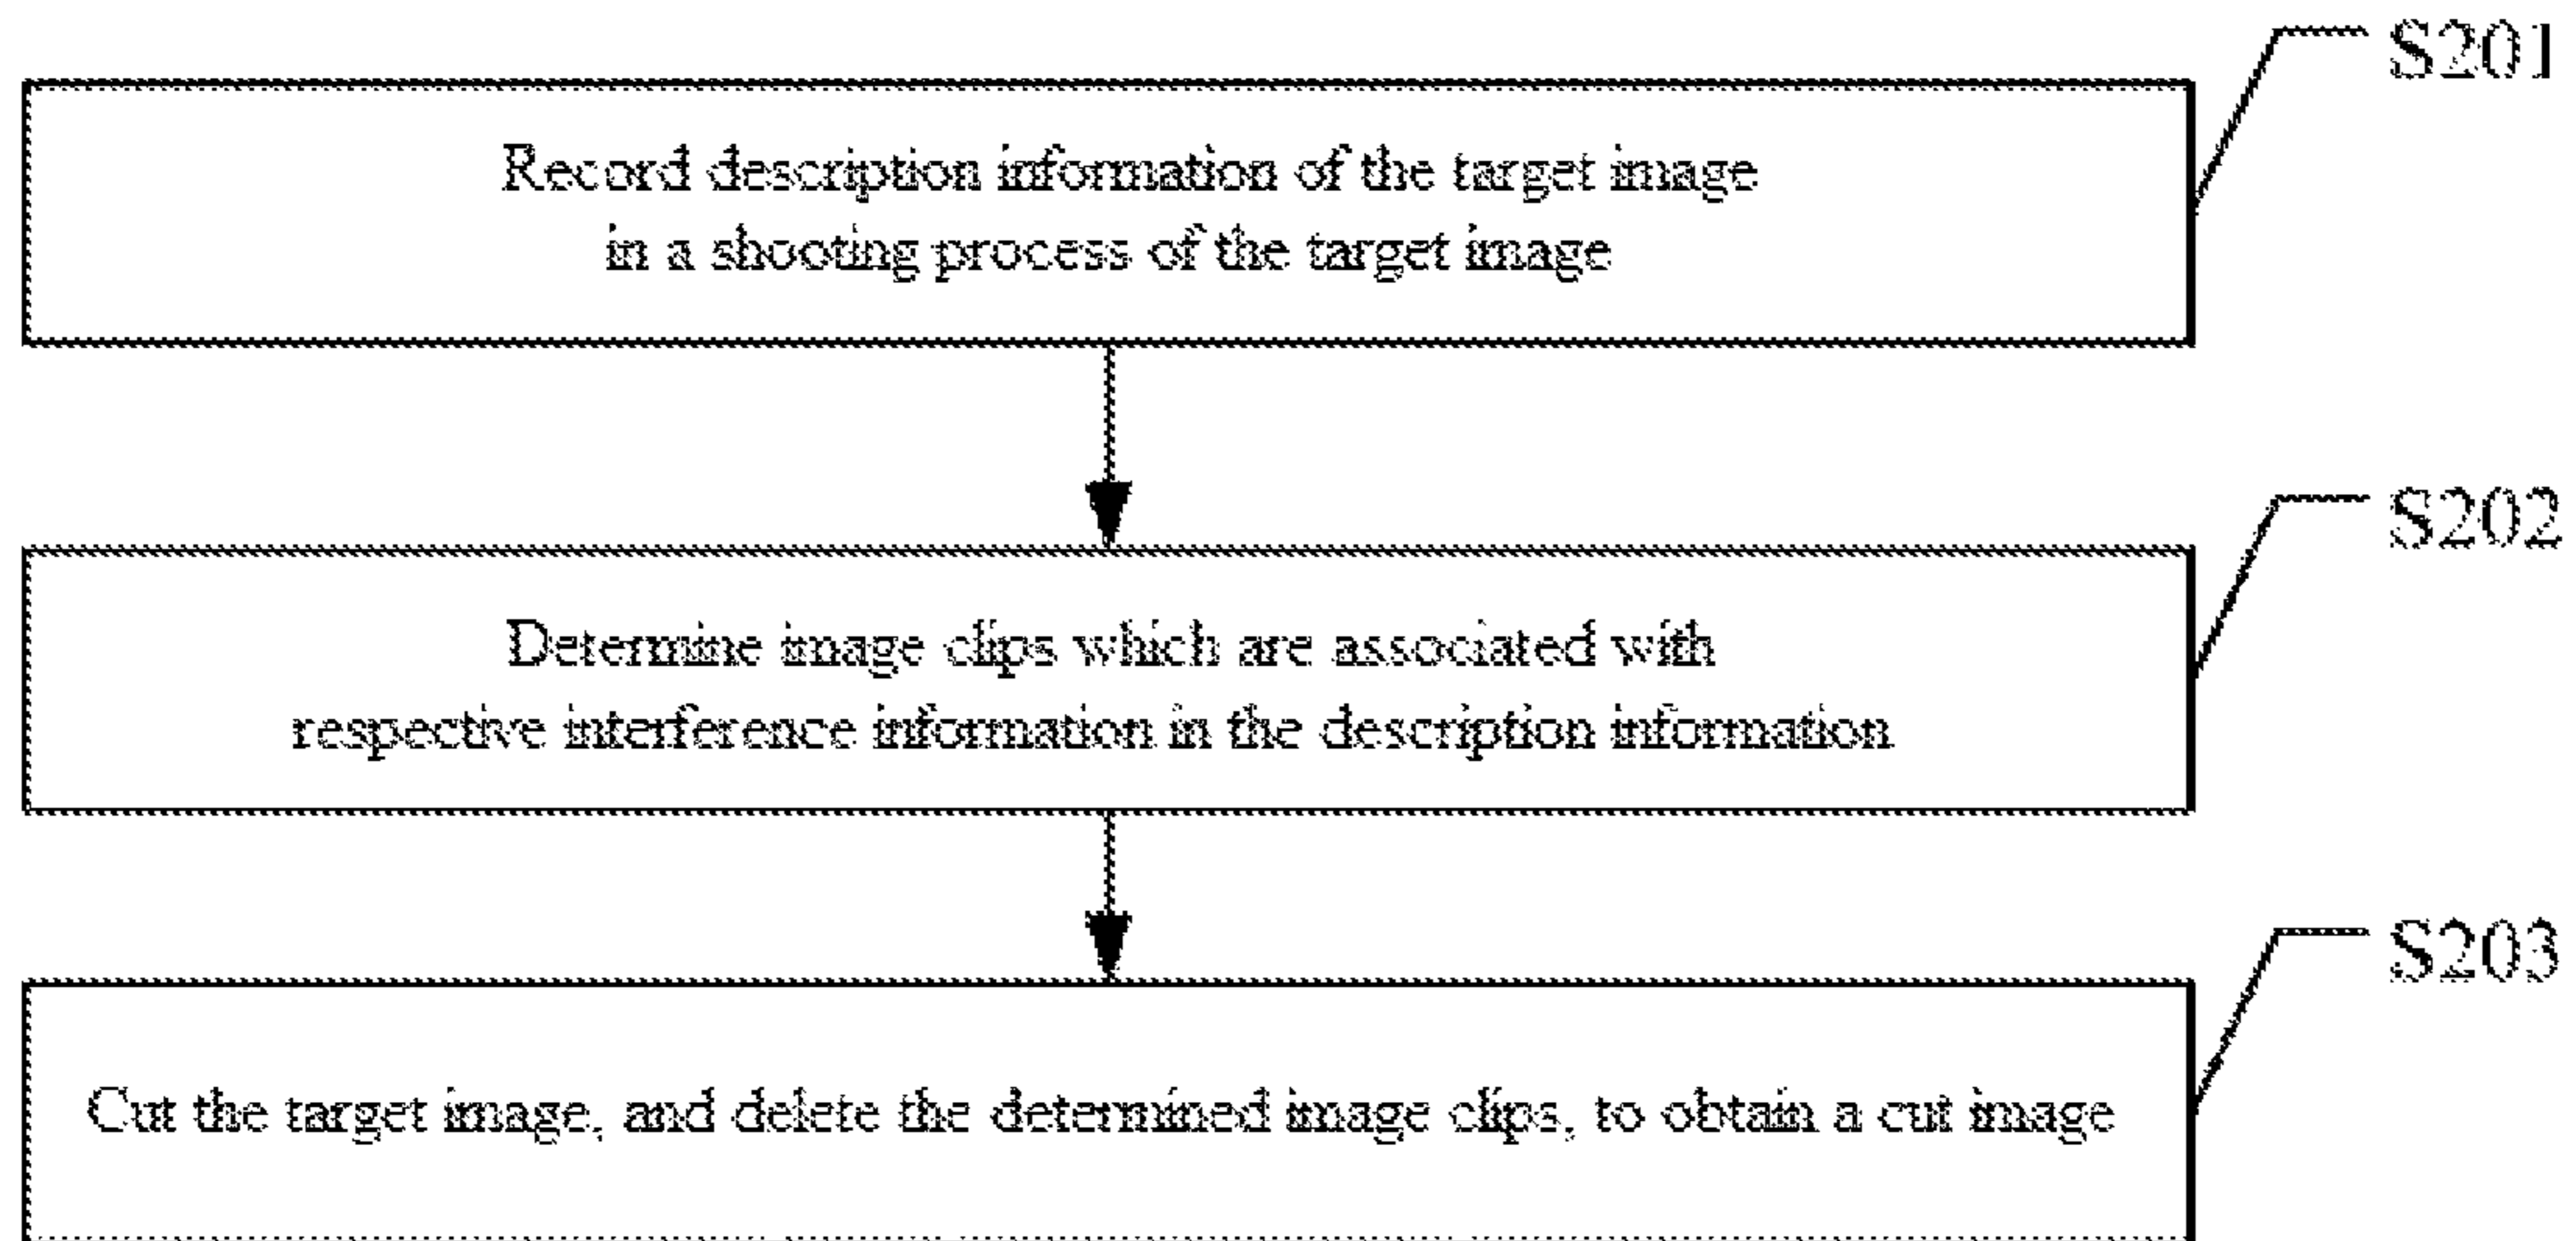 S201
Record description information of the target image
in a shooting process of the target image
S202
Determine image clips which are associated with
respective interference information in the description information
S203
Cut the target image, and delete the determined image clips, to obtain a cut image